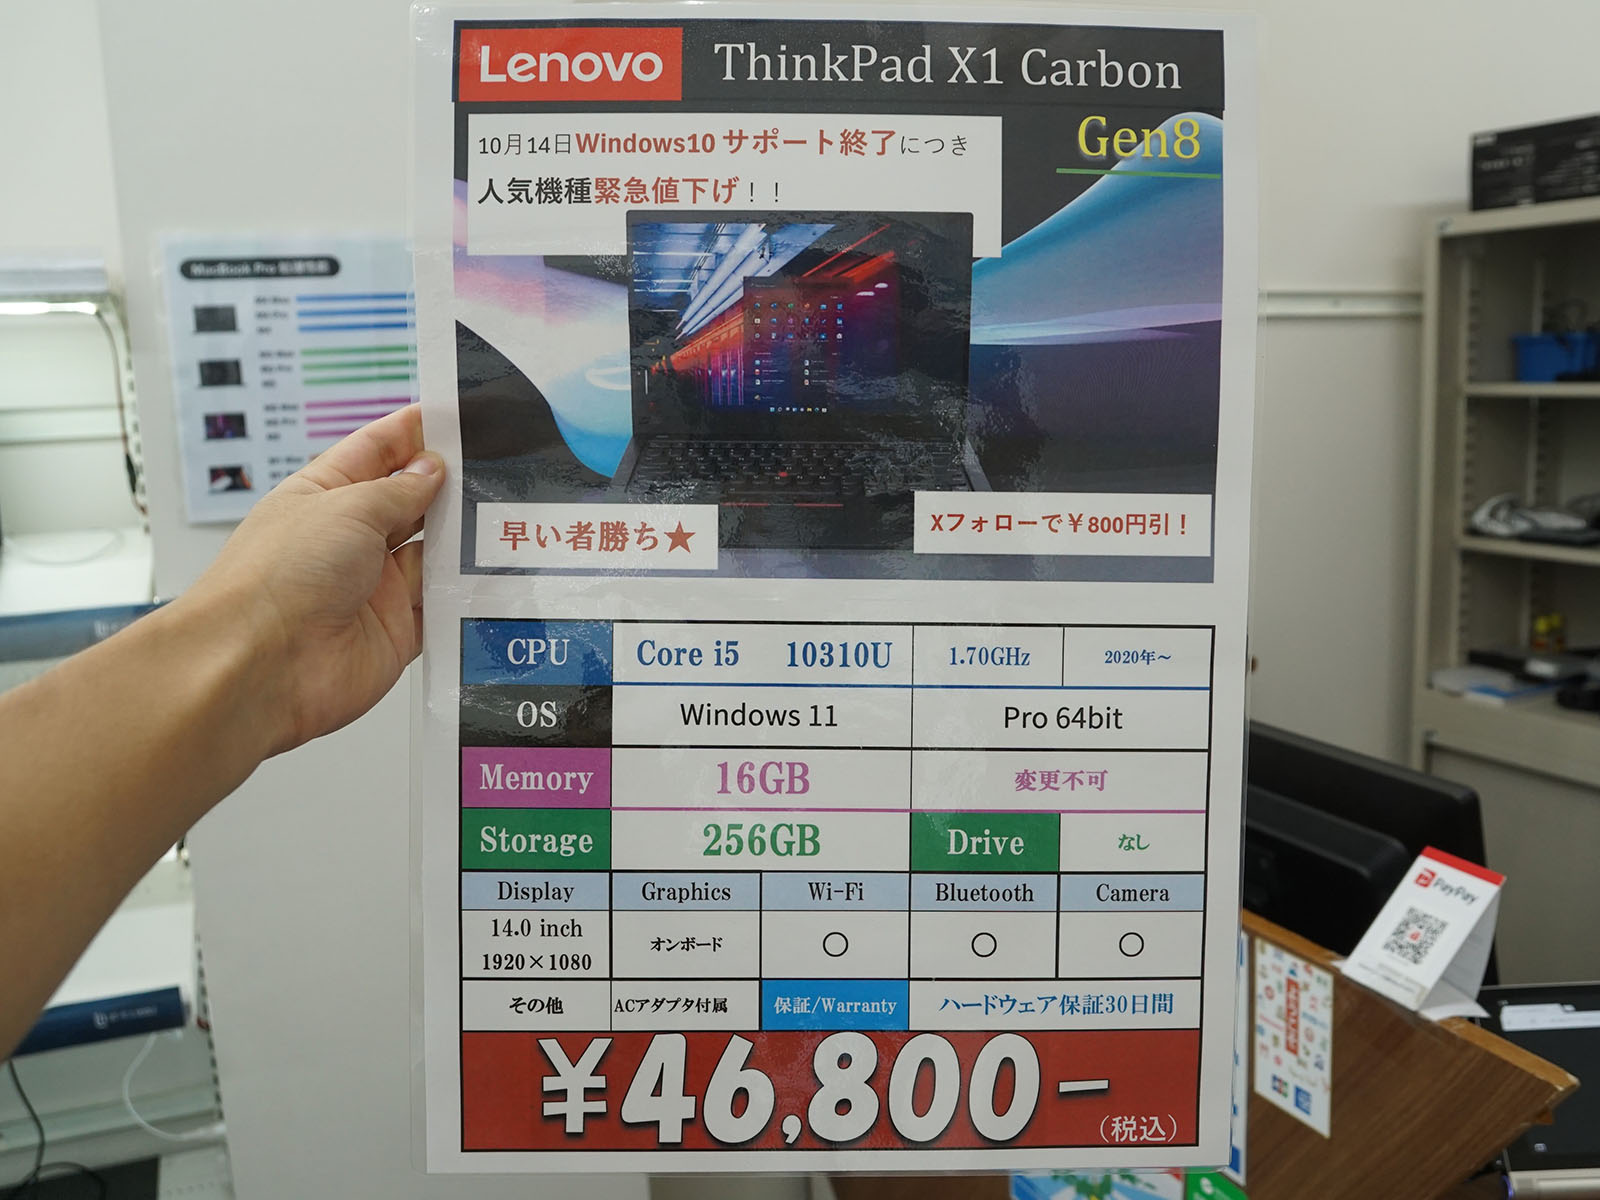 Lenovo ThinkPad X1 Carbon
Gen8
10月14日Windows10 サポート終了につき
人気機種緊急値下げ！！
早い者勝ち★
Xフォローで￥800円引！
CPU Core i5 10310U 1.70GHz 2020年～
OS Windows 11 Pro 64bit
Memory 16GB 変更不可
Storage 256GB Drive なし
Display Graphics Wi-Fi Bluetooth Camera
14.0 inch
1920×1080 オンボード ○ ○ ○
その他 ACアダプタ付属 保証/Warranty ハードウェア保証30日間
￥46,800－
（税込）
MacBook Pro
PayPay